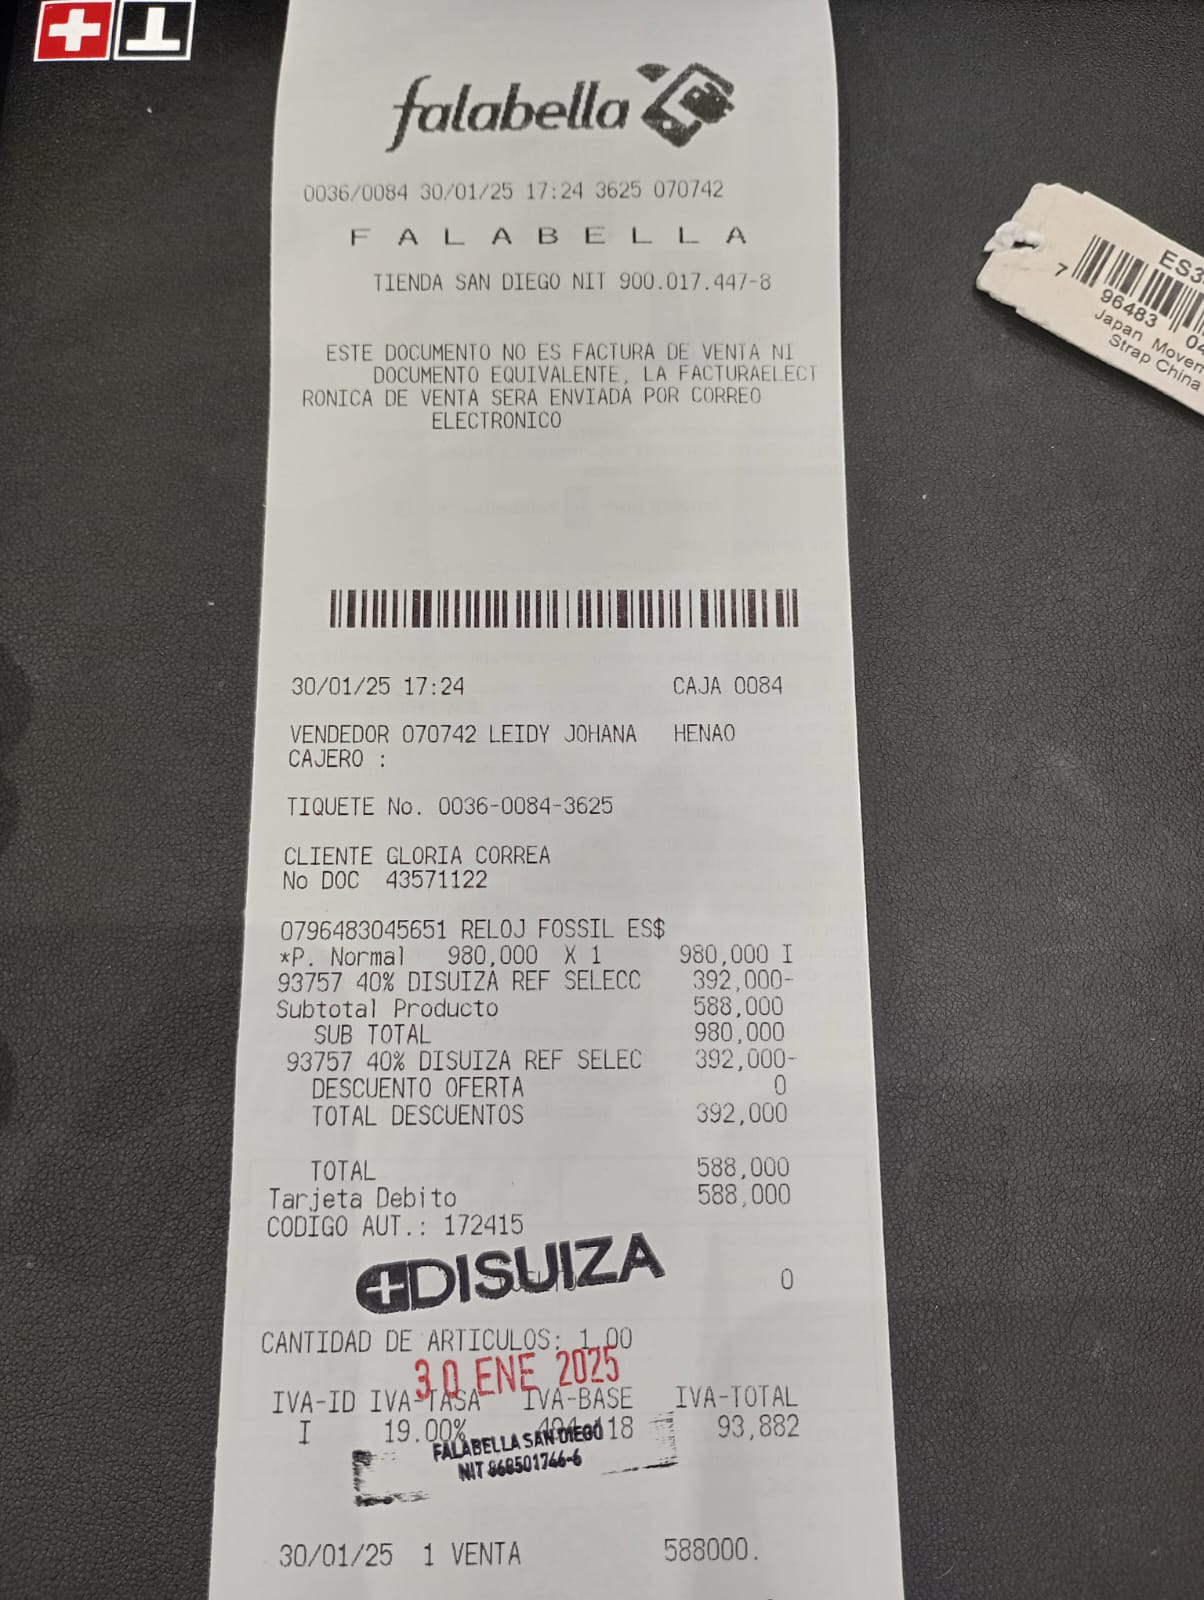 falabella
0036/0084 30/01/25 17:24 3625 070742
F A L A B E L L A
TIENDA SAN DIEGO NIT 900.017.447-8
ESTE DOCUMENTO NO ES FACTURA DE VENTA NI
DOCUMENTO EQUIVALENTE, LA FACTURAELECT
RONICA DE VENTA SERA ENVIADA POR CORREO
ELECTRONICO
30/01/25 17:24 CAJA 0084
VENDEDOR 070742 LEIDY JOHANA HENAO
CAJERO :
TIQUETE No. 0036-0084-3625
CLIENTE GLORIA CORREA
No DOC 43571122
0796483045651 RELOJ FOSSIL ES$
*P. Normal 980,000 X 1 980,000 I
93757 40% DISUIZA REF SELECC 392,000-
Subtotal Producto 588,000
SUB TOTAL 980,000
93757 40% DISUIZA REF SELEC 392,000-
DESCUENTO OFERTA 0
TOTAL DESCUENTOS 392,000
TOTAL 588,000
Tarjeta Debito 588,000
CODIGO AUT.: 172415
DISUIZA
0
CANTIDAD DE ARTICULOS: 1.00
30 ENE 2025
IVA-ID IVA-TASA IVA-BASE IVA-TOTAL
I 19.00% 93,882
FALABELLA SAN DIEGO
NIT 868501746-6
30/01/25 1 VENTA 588000.
ES3
7 96483 04
Japan Movem
Strap China